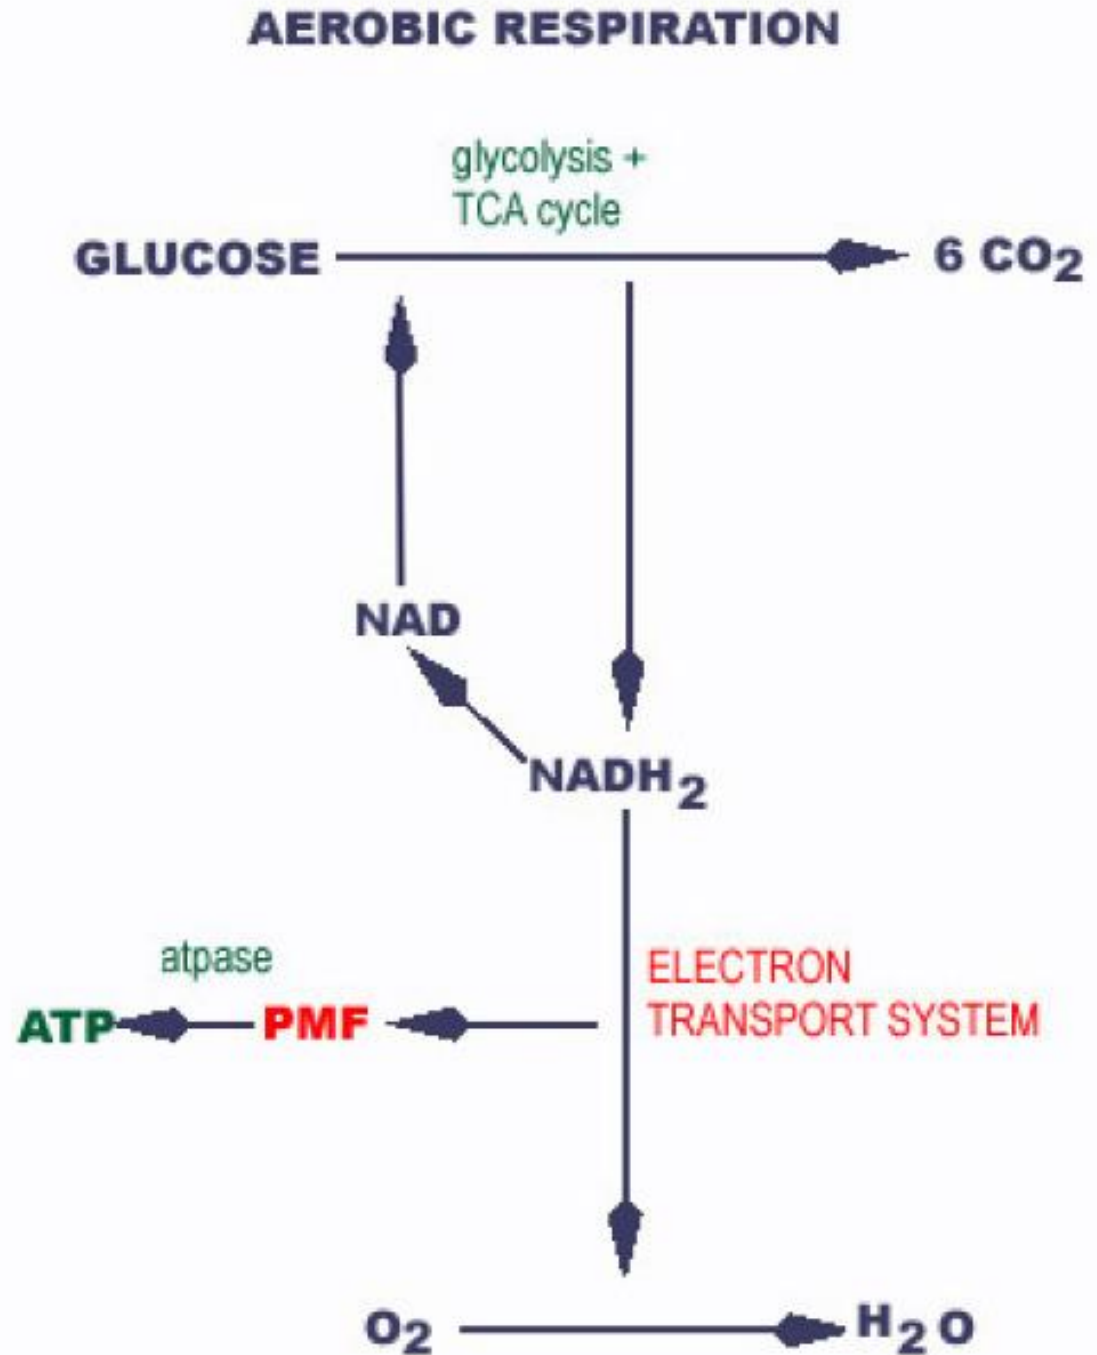 AEROBIC RESPIRATION
glycolysis +
TCA cycle
GLUCOSE
6 CO2
NAD
NADH2
atpase
ELECTRON
TRANSPORT SYSTEM
ATP
PMF
O2
H2O